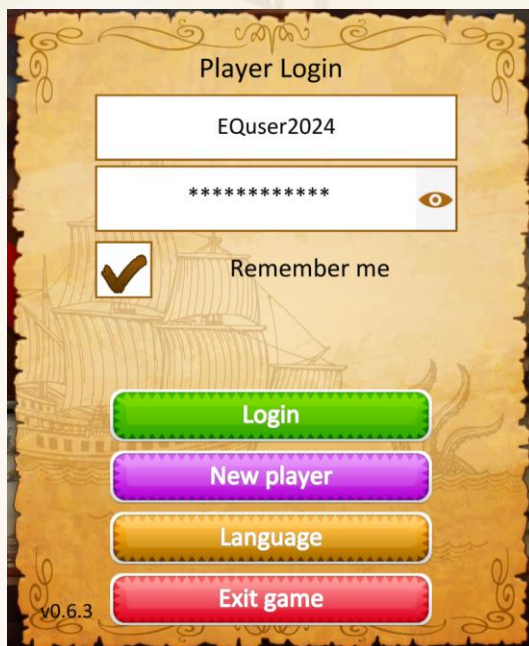 Player Login
EQuser2024
************
Remember me
Login
New player
Language
Exit game
v0.6.3